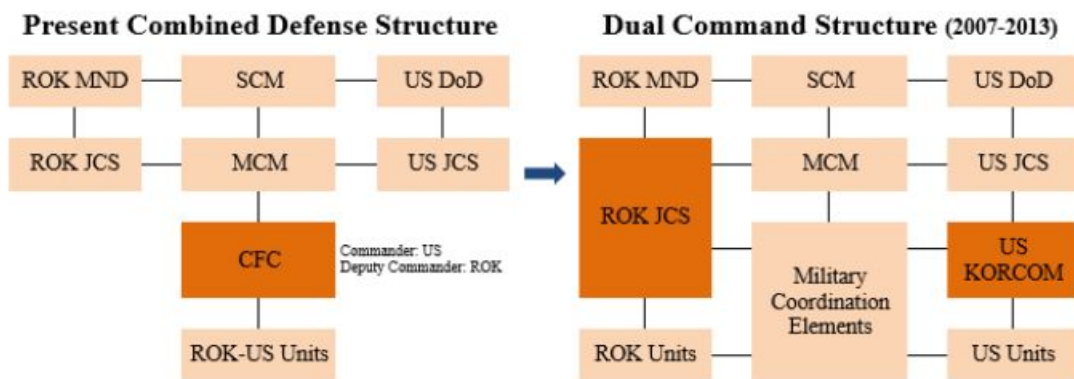 Present Combined Defense Structure
ROK MND
SCM
US DoD
ROK JCS
MCM
US JCS
CFC
Commander: US
Deputy Commander: ROK
ROK-US Units
Dual Command Structure (2007-2013)
ROK MND
SCM
US DoD
ROK JCS
MCM
US JCS
Military
Coordination
Elements
US
KORCOM
ROK Units
US Units